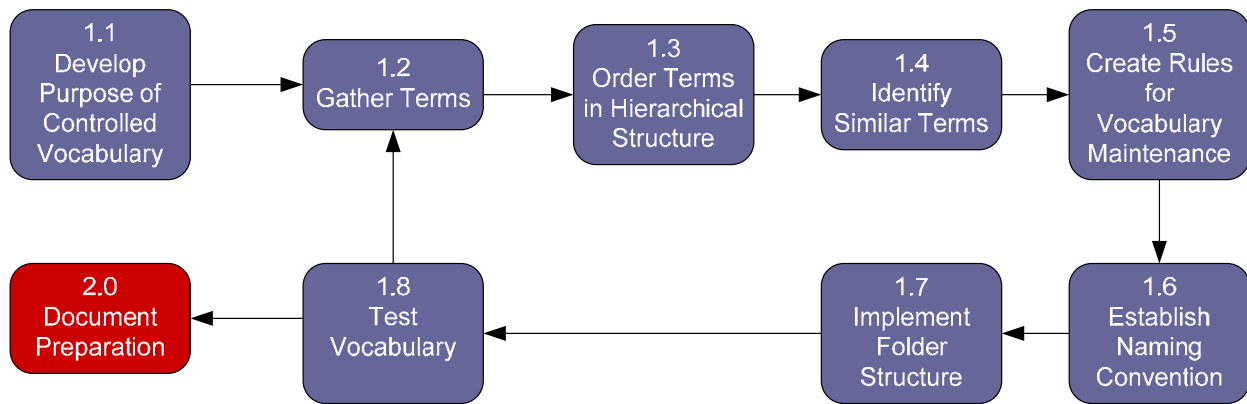 1.1
Develop
Purpose of
Controlled
Vocabulary
1.2
Gather Terms
1.3
Order Terms
in Hierarchical
Structure
1.4
Identify
Similar Terms
1.5
Create Rules
for
Vocabulary
Maintenance
1.6
Establish
Naming
Convention
1.7
Implement
Folder
Structure
1.8
Test
Vocabulary
2.0
Document
Preparation